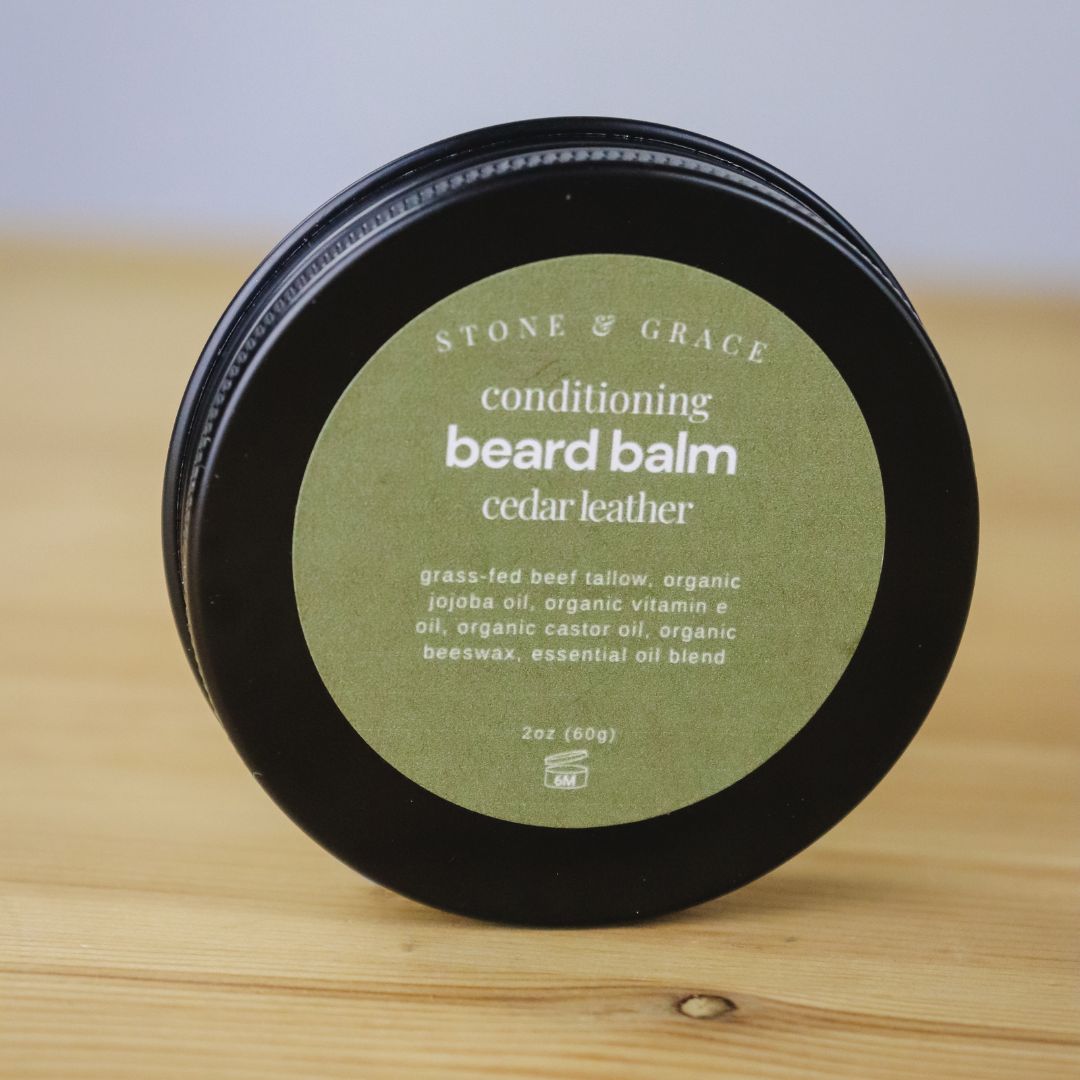 STONE & GRACE
conditioning
beard balm
cedar leather
grass-fed beef tallow, organic
jojoba oil, organic vitamin e
oil, organic castor oil, organic
beeswax, essential oil blend
2oz (60g)
6M